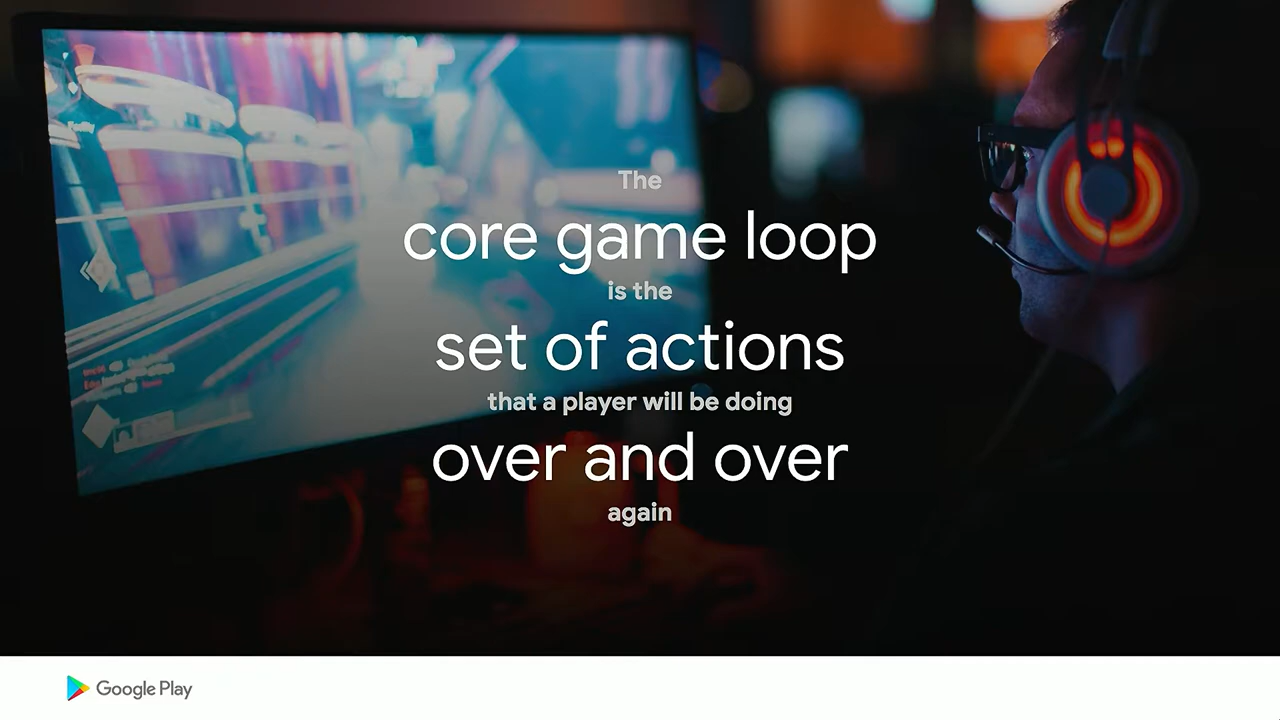 The
core game loop
is the
set of actions
that a player will be doing
over and over
again
Google Play